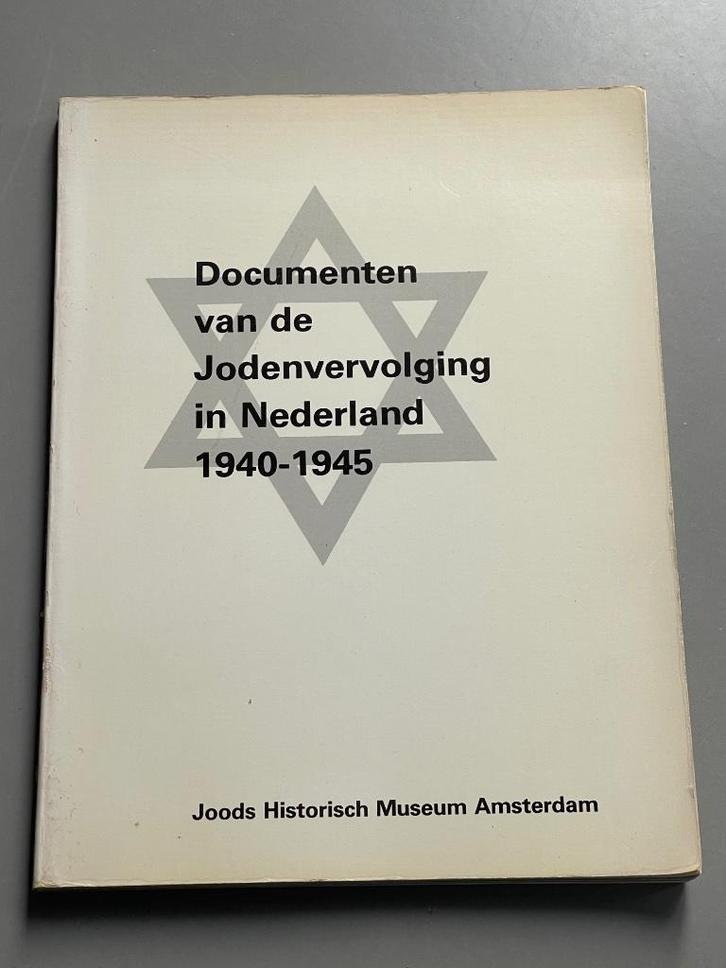 Documenten
van de
Jodenvervolging
in Nederland
1940-1945
Joods Historisch Museum Amsterdam